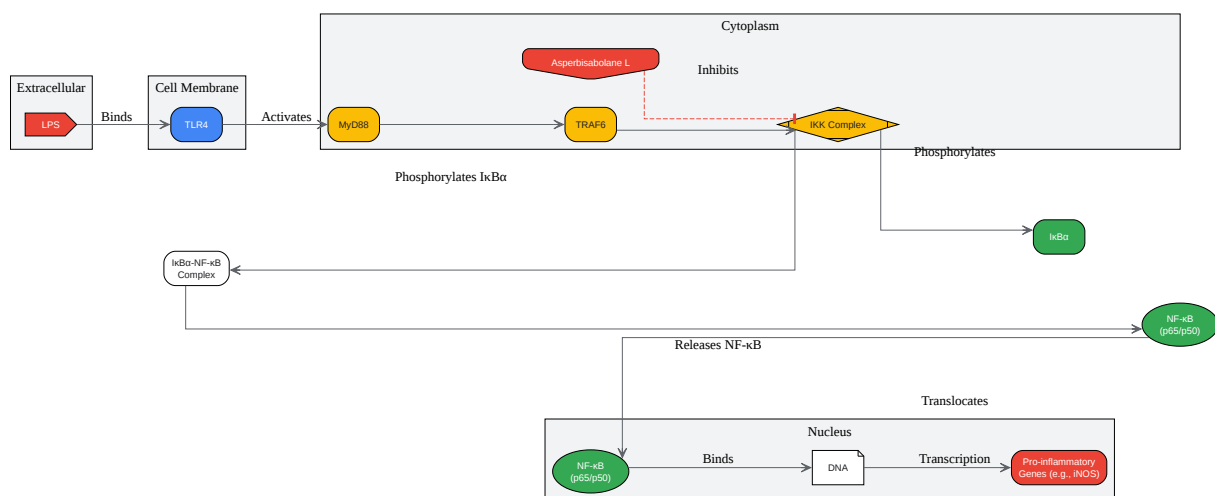 Cytoplasm
Asperbisabolane L
Inhibits
Extracellular
Cell Membrane
LPS
Binds
TLR4
Activates
MyD88
TRAF6
IKK Complex
Phosphorylates
Phosphorylates IκBα
IκBα
IκBα-NF-κB
Complex
NF-κB
(p65/p50)
Releases NF-κB
Translocates
Nucleus
NF-κB
(p65/p50)
Binds
DNA
Transcription
Pro-inflammatory
Genes (e.g., iNOS)